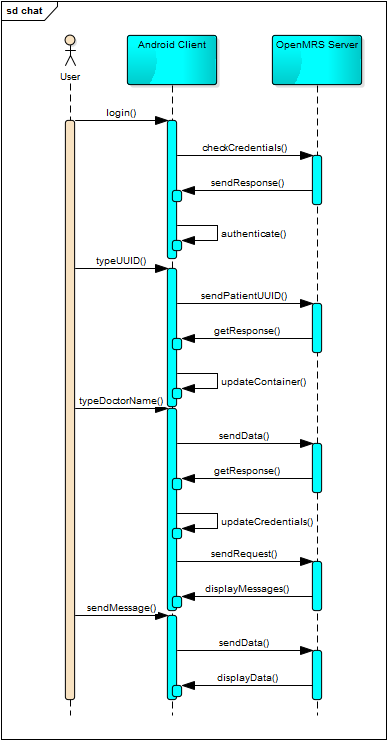 sd chat
Android Client
OpenMRS Server
User
login()
checkCredentials()
sendResponse()
authenticate()
typeUUID()
sendPatientUUID()
getResponse()
updateContainer()
typeDoctorName()
sendData()
getResponse()
updateCredentials()
sendRequest()
displayMessages()
sendMessage()
sendData()
displayData()